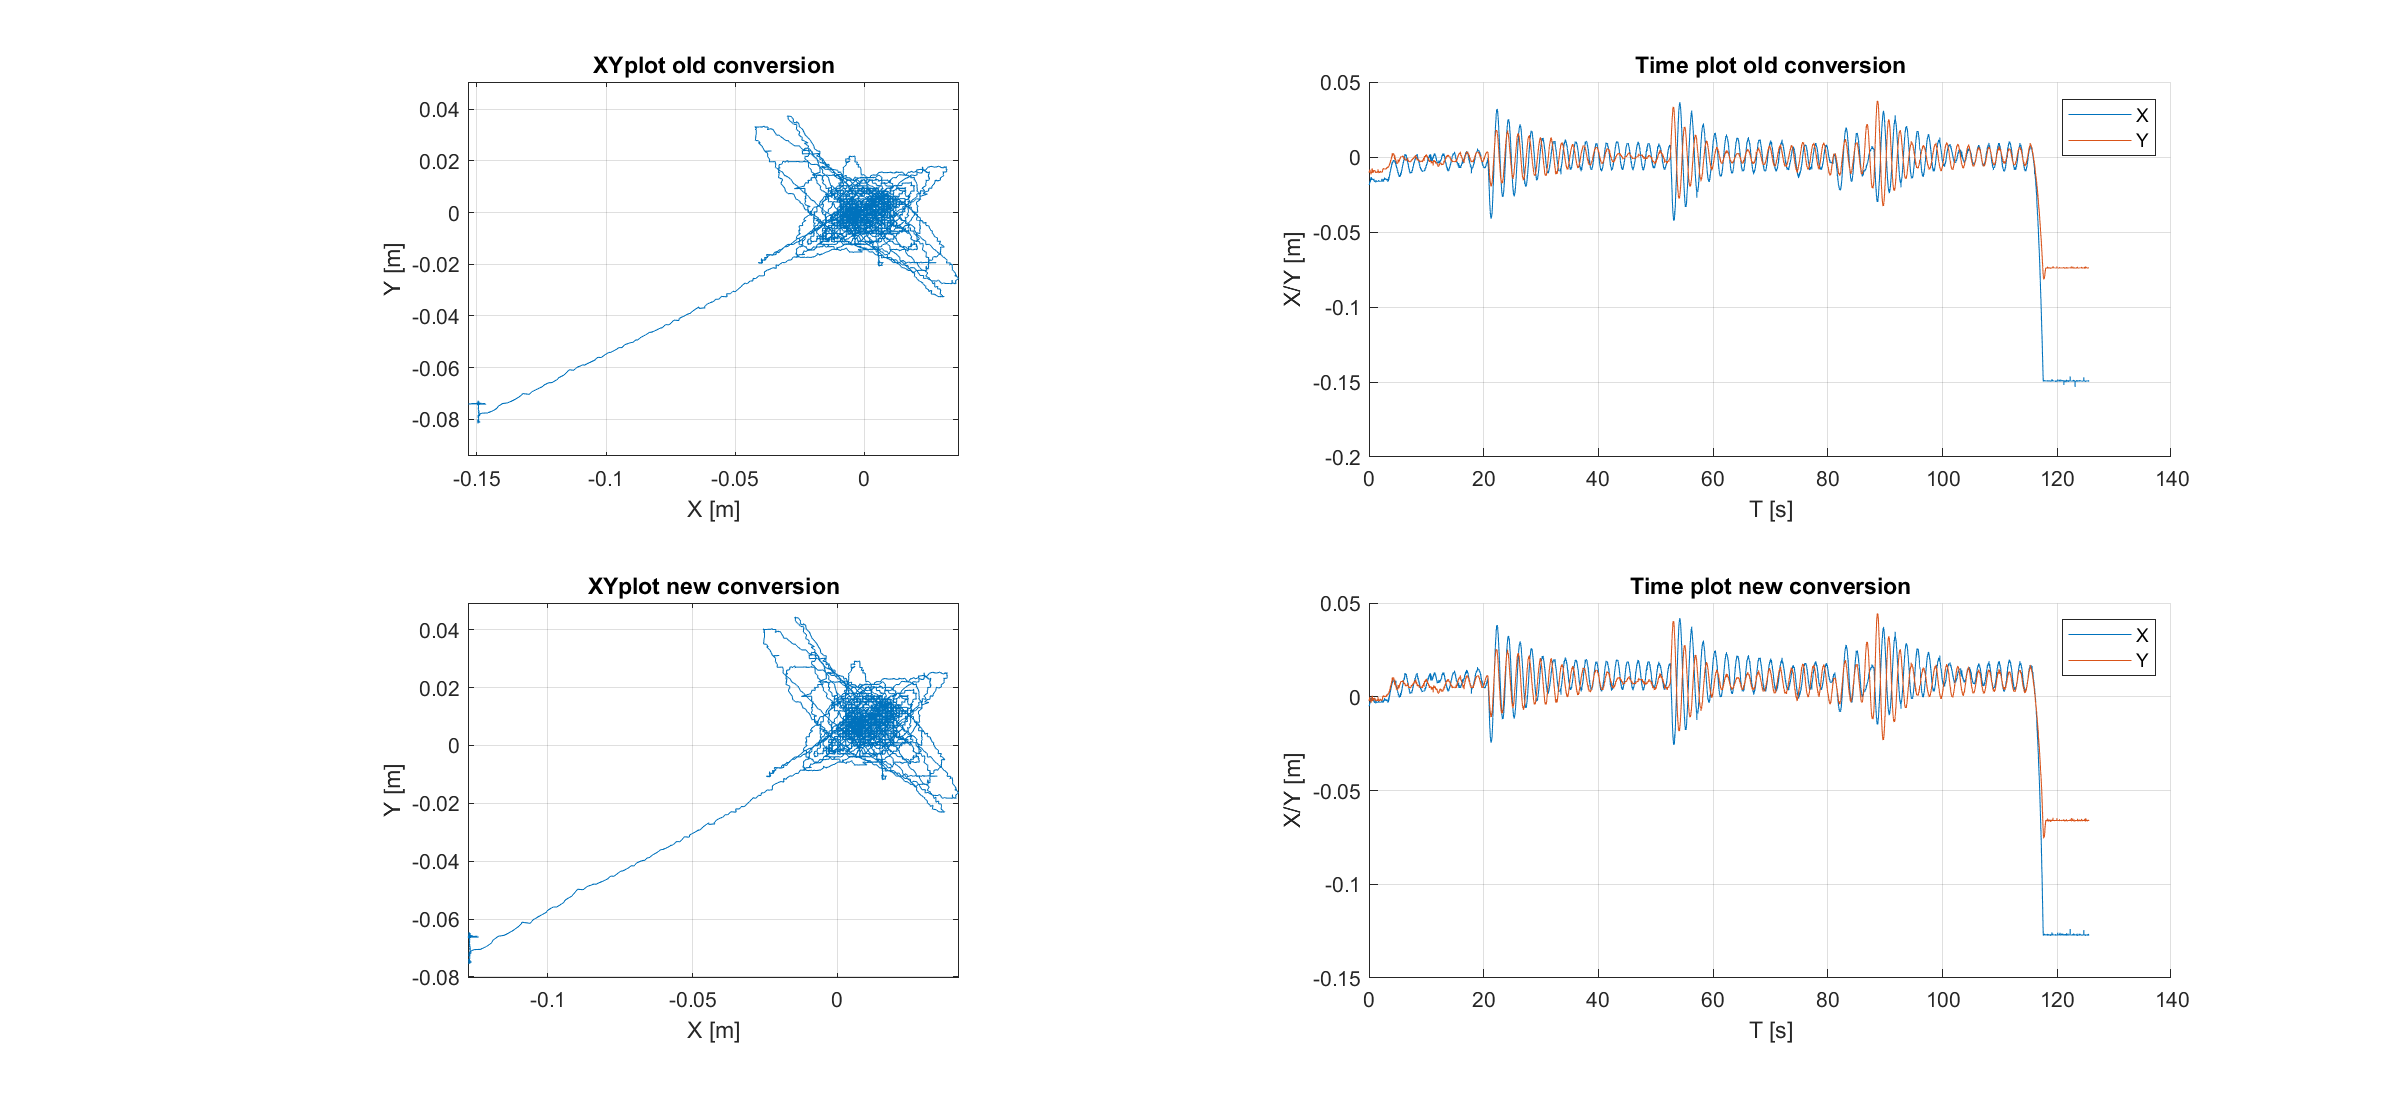 XYplot old conversion
0.04
0.02
0
-0.02
-0.04
-0.06
-0.08
Y [m]
-0.15 -0.1 -0.05 0
X [m]
Time plot old conversion
0.05
0
-0.05
-0.1
-0.15
-0.2
X/Y [m]
X
Y
0 20 40 60 80 100 120 140
T [s]
XYplot new conversion
0.04
0.02
0
-0.02
-0.04
-0.06
-0.08
Y [m]
-0.1 -0.05 0
X [m]
Time plot new conversion
0.05
0
-0.05
-0.1
-0.15
X/Y [m]
X
Y
0 20 40 60 80 100 120 140
T [s]